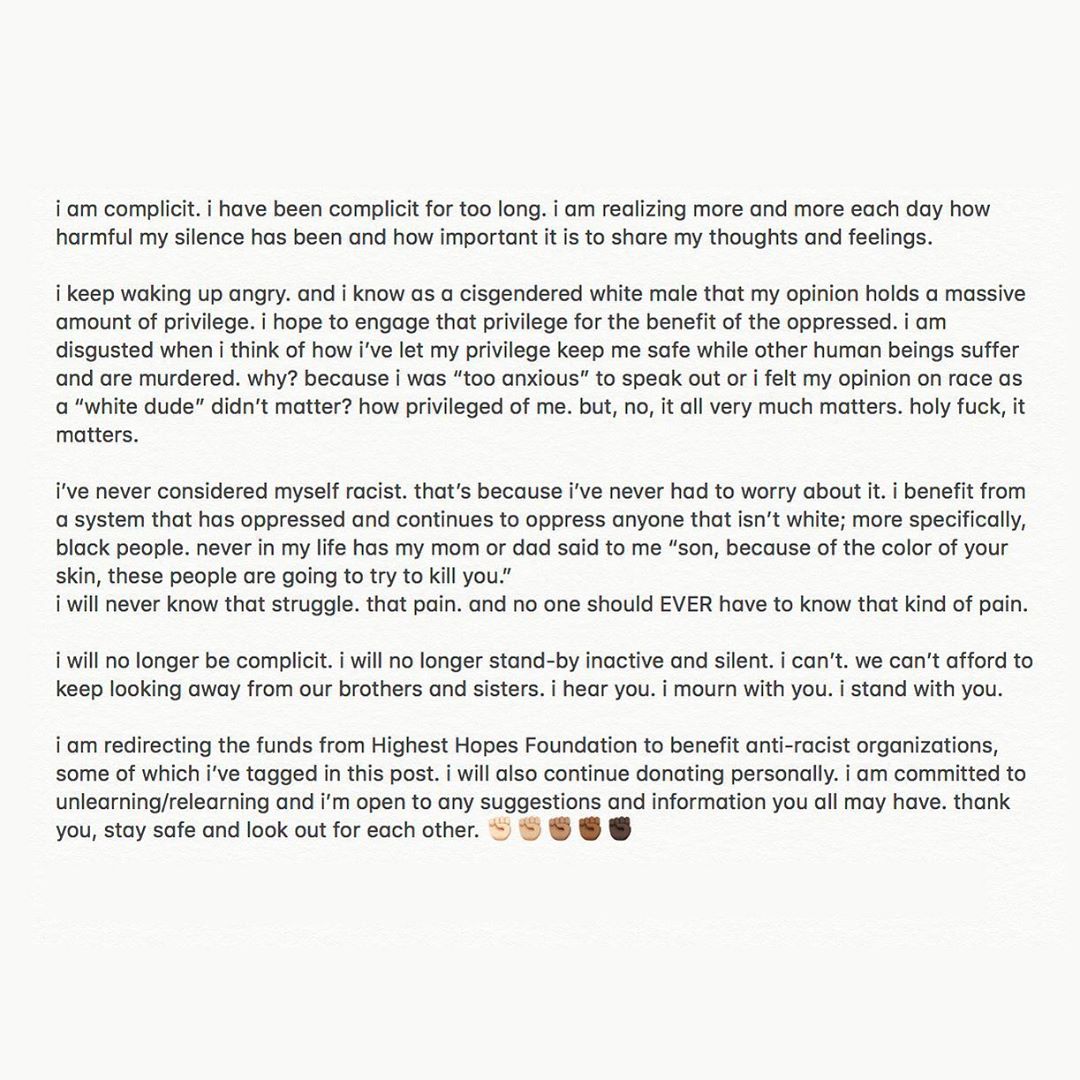 i am complicit. i have been complicit for too long. i am realizing more and more each day how
harmful my silence has been and how important it is to share my thoughts and feelings.
i keep waking up angry. and i know as a cisgendered white male that my opinion holds a massive
amount of privilege. i hope to engage that privilege for the benefit of the oppressed. i am
disgusted when i think of how i’ve let my privilege keep me safe while other human beings suffer
and are murdered. why? because i was “too anxious” to speak out or i felt my opinion on race as
a “white dude” didn’t matter? how privileged of me. but, no, it all very much matters. holy fuck, it
matters.
i’ve never considered myself racist. that’s because i’ve never had to worry about it. i benefit from
a system that has oppressed and continues to oppress anyone that isn’t white; more specifically,
black people. never in my life has my mom or dad said to me “son, because of the color of your
skin, these people are going to try to kill you.”
i will never know that struggle. that pain. and no one should EVER have to know that kind of pain.
i will no longer be complicit. i will no longer stand-by inactive and silent. i can’t. we can’t afford to
keep looking away from our brothers and sisters. i hear you. i mourn with you. i stand with you.
i am redirecting the funds from Highest Hopes Foundation to benefit anti-racist organizations,
some of which i’ve tagged in this post. i will also continue donating personally. i am committed to
unlearning/relearning and i’m open to any suggestions and information you all may have. thank
you, stay safe and look out for each other. ✊🏻✊🏼✊🏽✊🏾✊🏿